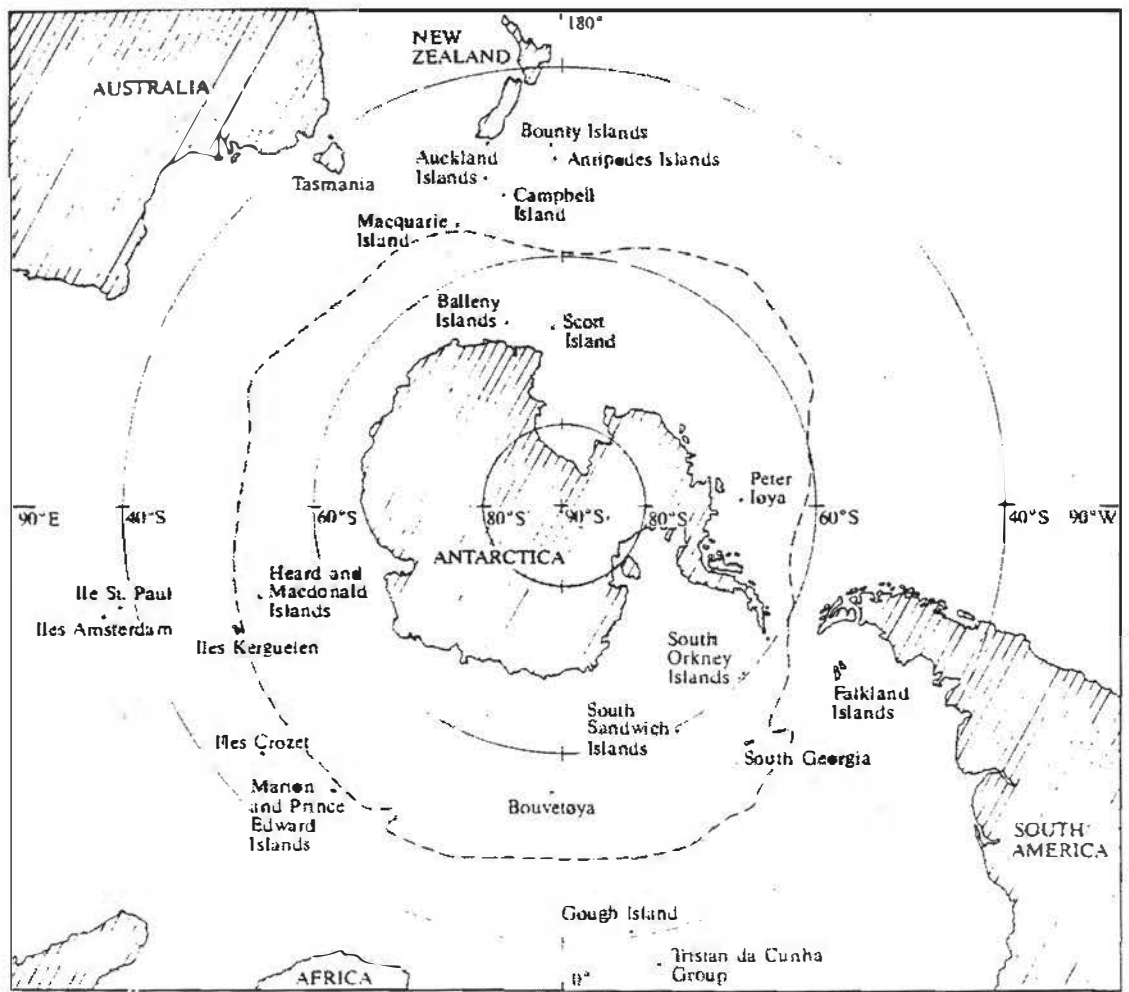 180°
NEW
ZEALAND
AUSTRALIA
Bounty Islands
Auckland
Islands
Antipodes Islands
Tasmania
Campbell
Island
Macquarie
Island
Balleny
Islands
Scott
Island
Peter
Iøya
90°E
40°S
60°S
80°S
90°S
80°S
60°S
40°S
90°W
ANTARCTICA
Heard and
Macdonald
Islands
Ile St. Paul
Iles Amsterdam
Iles Kerguelen
South
Orkney
Islands
Falkland
Islands
South
Sandwich
Islands
Iles Crozet
South Georgia
Marion
and Prince
Edward
Islands
Bouvetøya
SOUTH
AMERICA
Gough Island
Tristan da Cunha
Group
AFRICA
0°